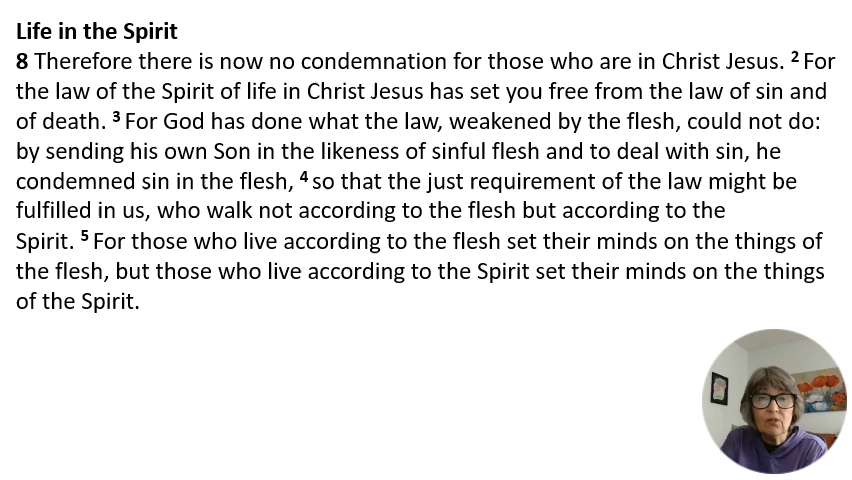 Life in the Spirit
8 Therefore there is now no condemnation for those who are in Christ Jesus. 2 For
the law of the Spirit of life in Christ Jesus has set you free from the law of sin and
of death. 3 For God has done what the law, weakened by the flesh, could not do:
by sending his own Son in the likeness of sinful flesh and to deal with sin, he
condemned sin in the flesh, 4 so that the just requirement of the law might be
fulfilled in us, who walk not according to the flesh but according to the
Spirit. 5 For those who live according to the flesh set their minds on the things of
the flesh, but those who live according to the Spirit set their minds on the things
of the Spirit.